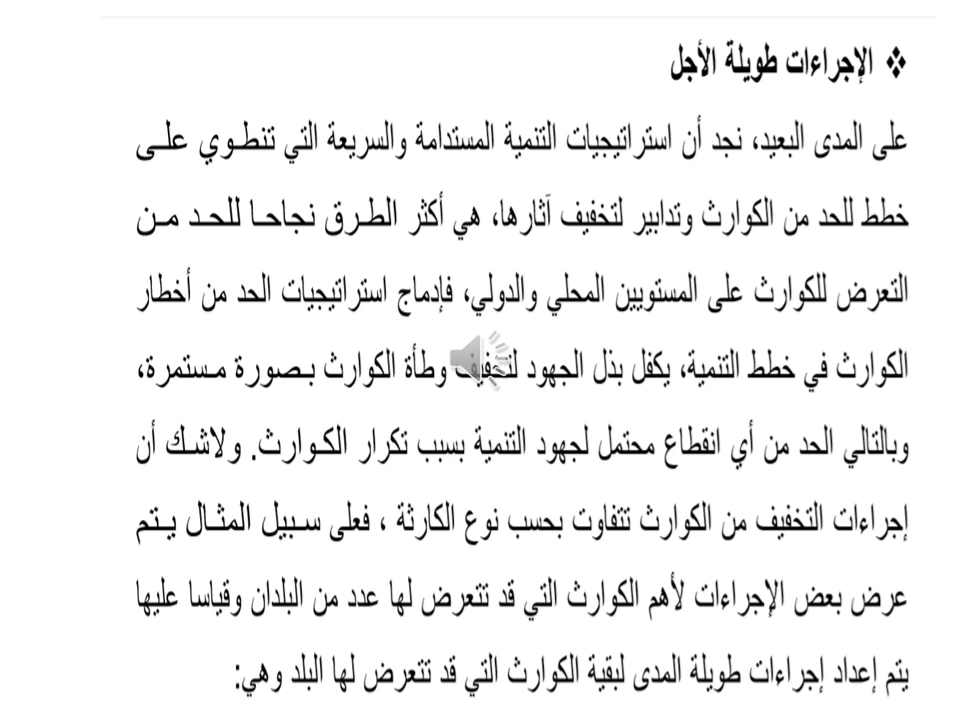 ❖ الإجراءات طويلة الأجل
على المدى البعيد، نجد أن استراتيجيات التنمية المستدامة والسريعة التي تنطوي على
خطط للحد من الكوارث وتدابير لتخفيف آثارها، هي أكثر الطرق نجاحا للحد من
التعرض للكوارث على المستويين المحلي والدولي، فإدماج استراتيجيات الحد من أخطار
الكوارث في خطط التنمية، يكفل بذل الجهود لتخفيف وطأة الكوارث بصورة مستمرة،
وبالتالي الحد من أي انقطاع محتمل لجهود التنمية بسبب تكرار الكوارث. ولاشك أن
إجراءات التخفيف من الكوارث تتفاوت بحسب نوع الكارثة ، فعلى سبيل المثال يتم
عرض بعض الإجراءات لأهم الكوارث التي قد تتعرض لها عدد من البلدان وقياسا عليها
يتم إعداد إجراءات طويلة المدى لبقية الكوارث التي قد تتعرض لها البلد وهي: